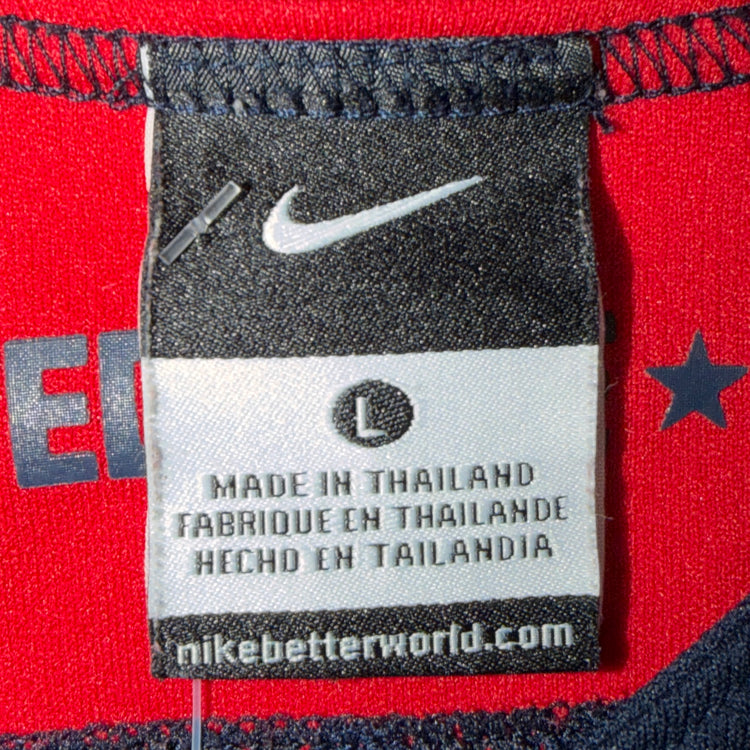 L
MADE IN THAILAND
FABRIQUE EN THAILANDE
HECHO EN TAILANDIA
nikebetterworld.com